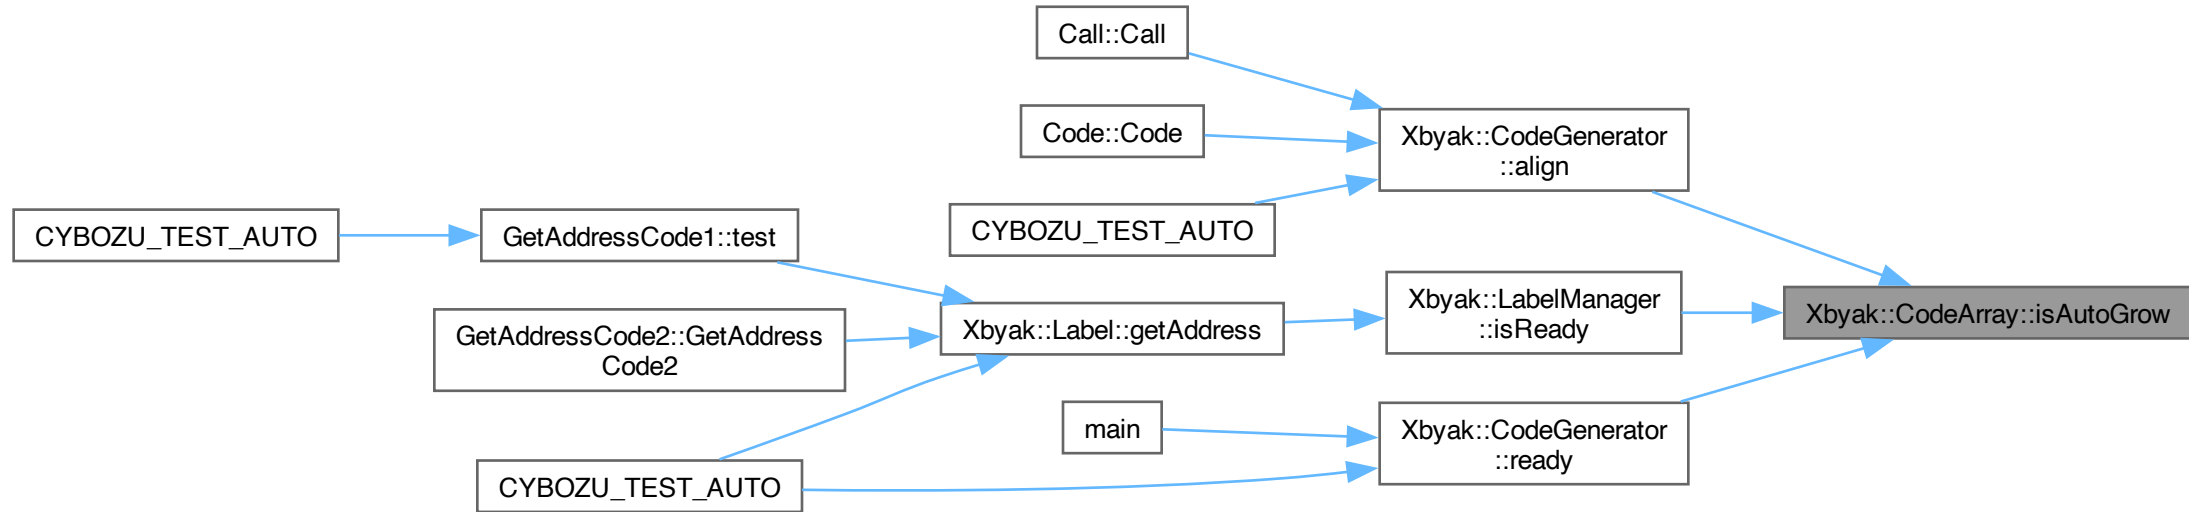 Call::Call
Code::Code
Xbyak::CodeGenerator
::align
CYBOZU_TEST_AUTO
GetAddressCode1::test
CYBOZU_TEST_AUTO
Xbyak::LabelManager
::isReady
Xbyak::CodeArray::isAutoGrow
GetAddressCode2::GetAddress
Code2
Xbyak::Label::getAddress
main
Xbyak::CodeGenerator
::ready
CYBOZU_TEST_AUTO